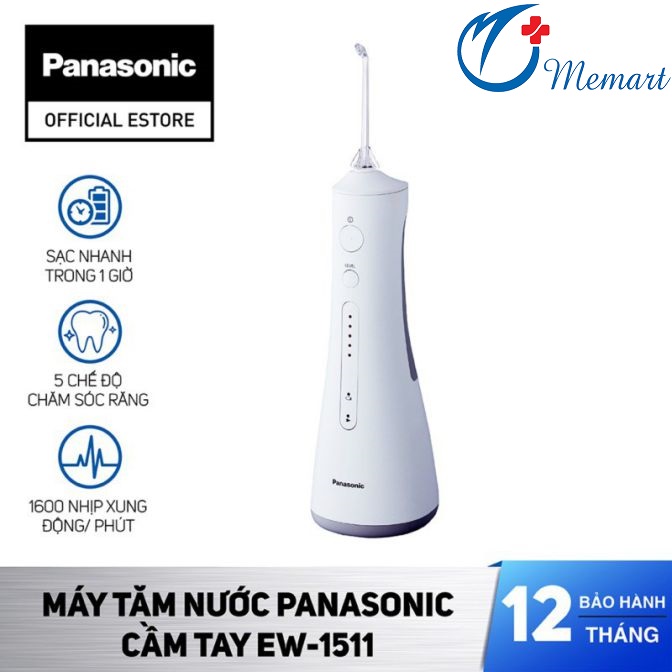 Panasonic
OFFICIAL ESTORE
Memart
SẠC NHANH
TRONG 1 GIỜ
5 CHẾ ĐỘ
CHĂM SÓC RĂNG
1600 NHỊP XUNG
ĐỘNG/ PHÚT
LEVEL
Panasonic
MÁY TĂM NƯỚC PANASONIC
CẦM TAY EW-1511
12 BẢO HÀNH
THÁNG